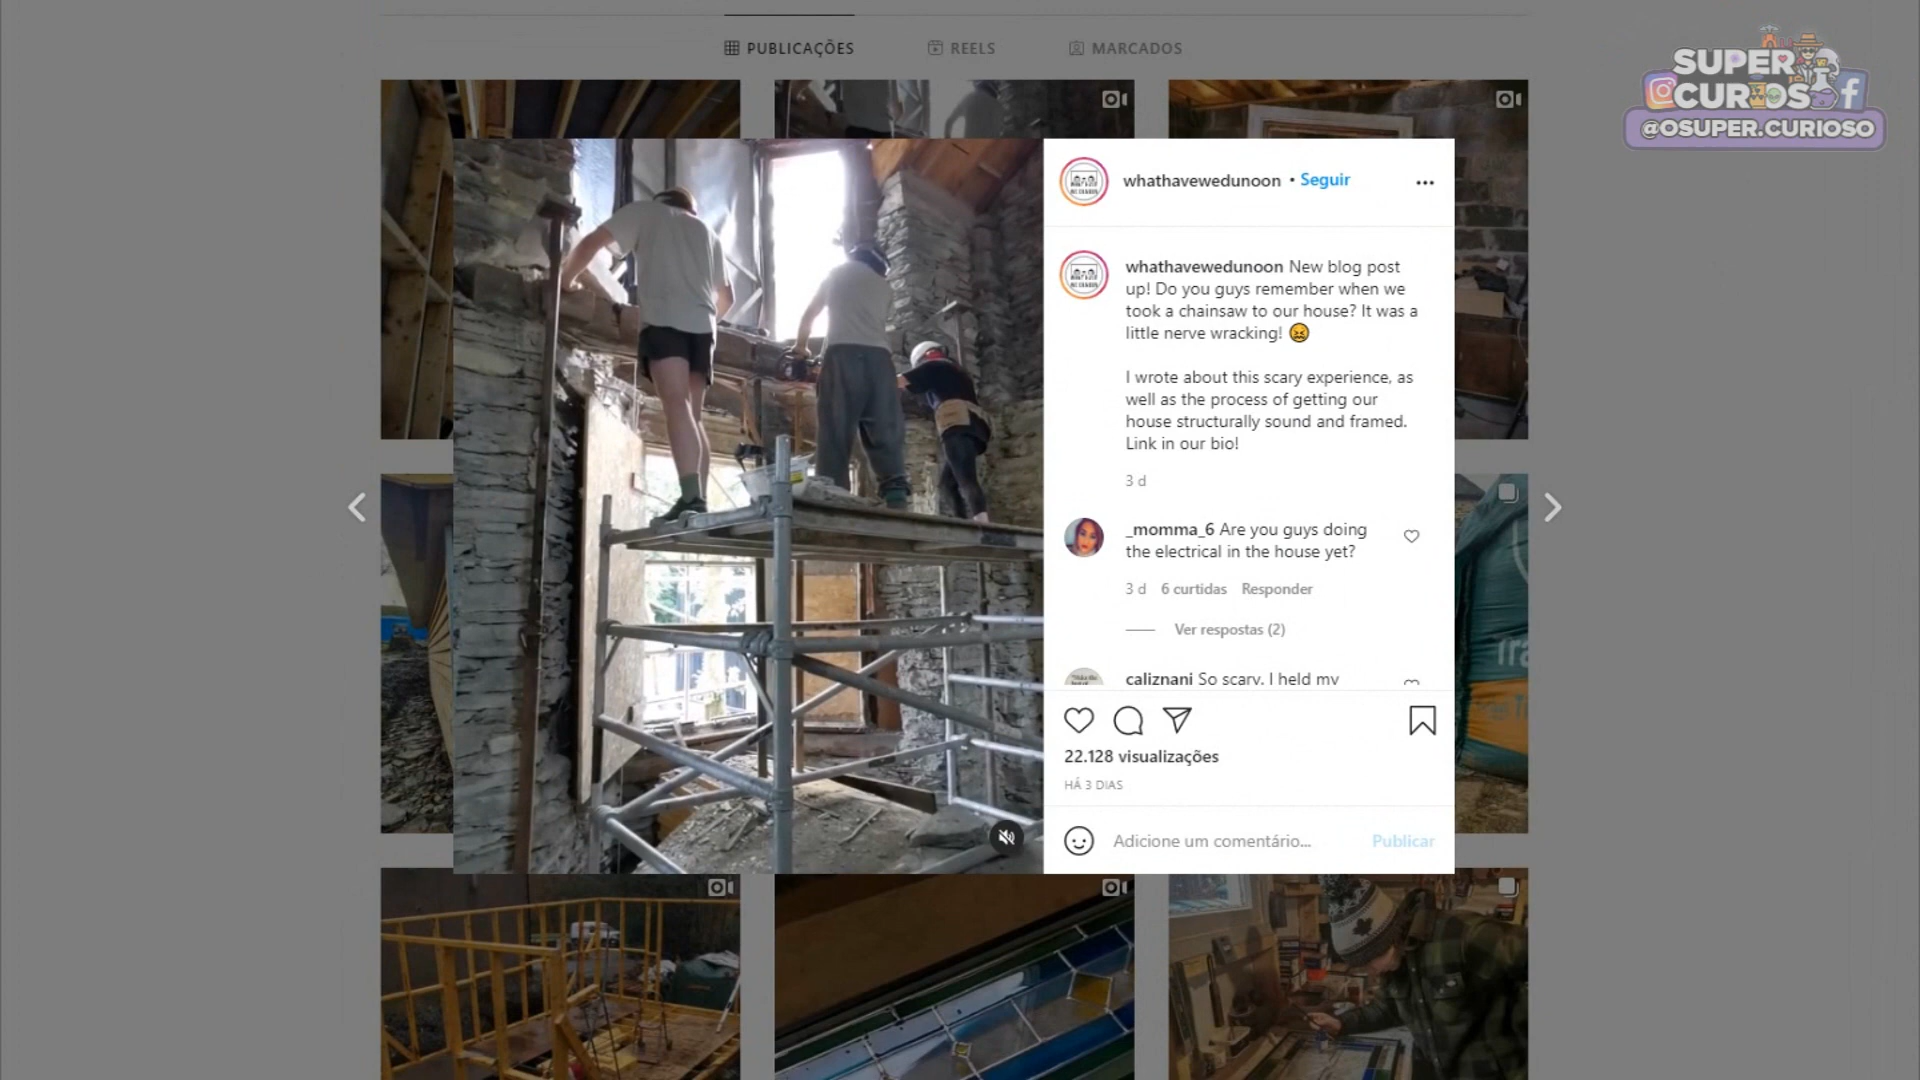 PUBLICAÇÕES
REELS
MARCADOS
SUPER
CURIOS
@OSUPER.CURIOSO
whathavewedunoon • Seguir
whathavewedunoon New blog post
up! Do you guys remember when we
took a chainsaw to our house? It was a
little nerve wracking! 😖
I wrote about this scary experience, as
well as the process of getting our
house structurally sound and framed.
Link in our bio!
3 d
_momma_6 Are you guys doing
the electrical in the house yet?
3 d 6 curtidas Responder
Ver respostas (2)
caliznani So scary. I held my
22.128 visualizações
HÁ 3 DIAS
Adicione um comentário...
Publicar